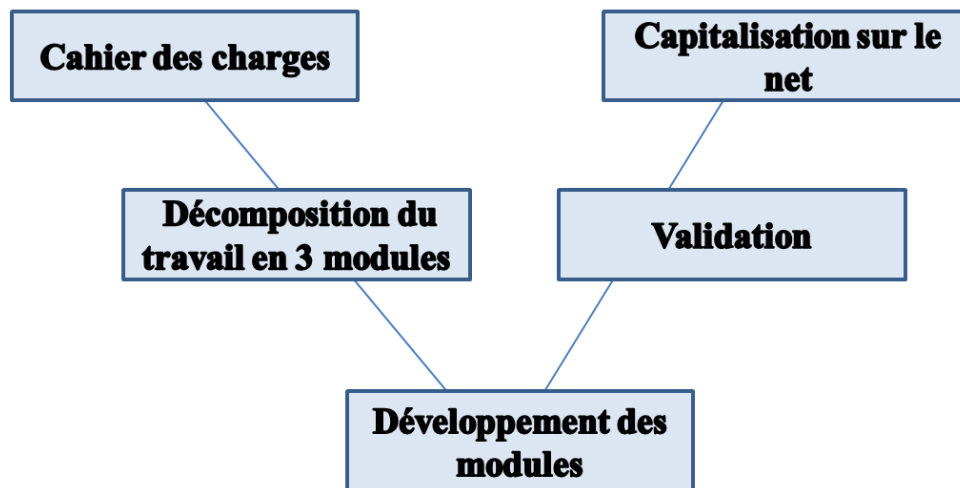 Cahier des charges
Capitalisation sur le
net
Décomposition du
travail en 3 modules
Validation
Développement des
modules